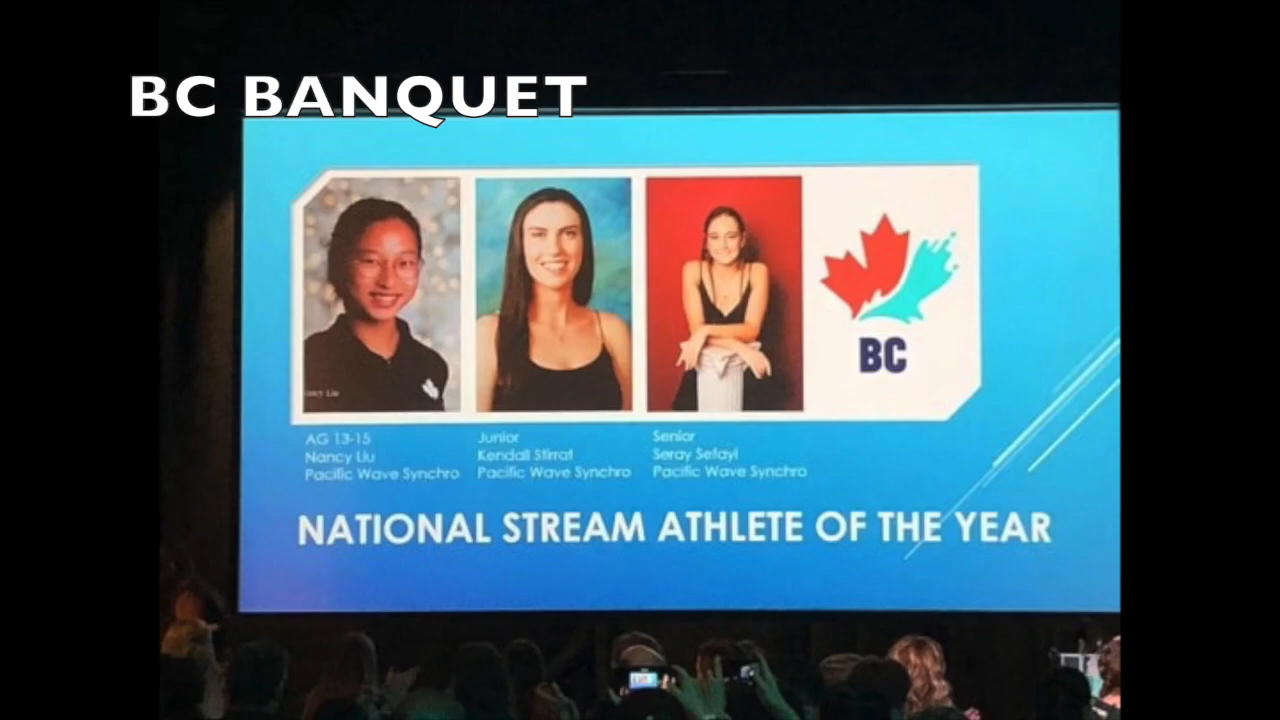 BC BANQUET
BC
AG 13-15
Nancy Liu
Pacific Wave Synchro
Junior
Kendall Stirrat
Pacific Wave Synchro
Senior
Seray Sefayi
Pacific Wave Synchro
NATIONAL STREAM ATHLETE OF THE YEAR